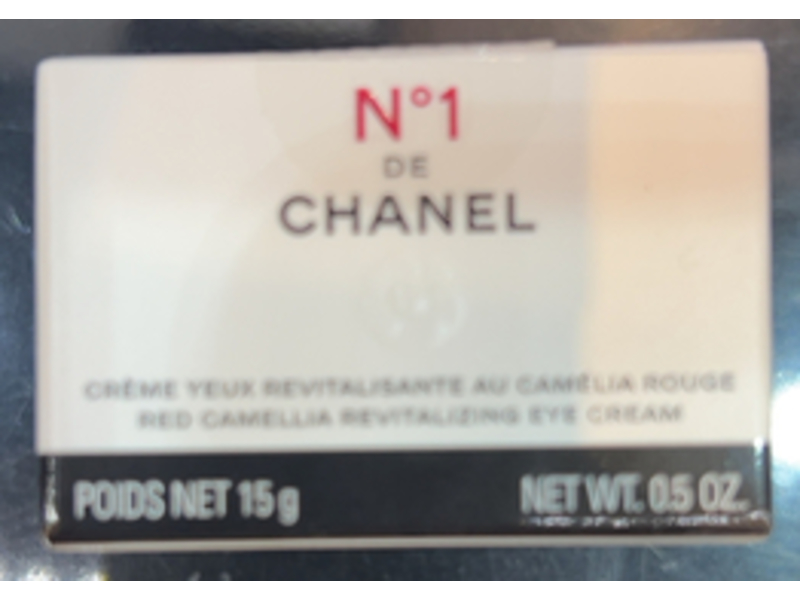 N°1
DE
CHANEL
CRÈME YEUX REVITALISANTE AU CAMÉLIA ROUGE
RED CAMELLIA REVITALIZING EYE CREAM
POIDS NET 15 g NET WT. 0.5 OZ.